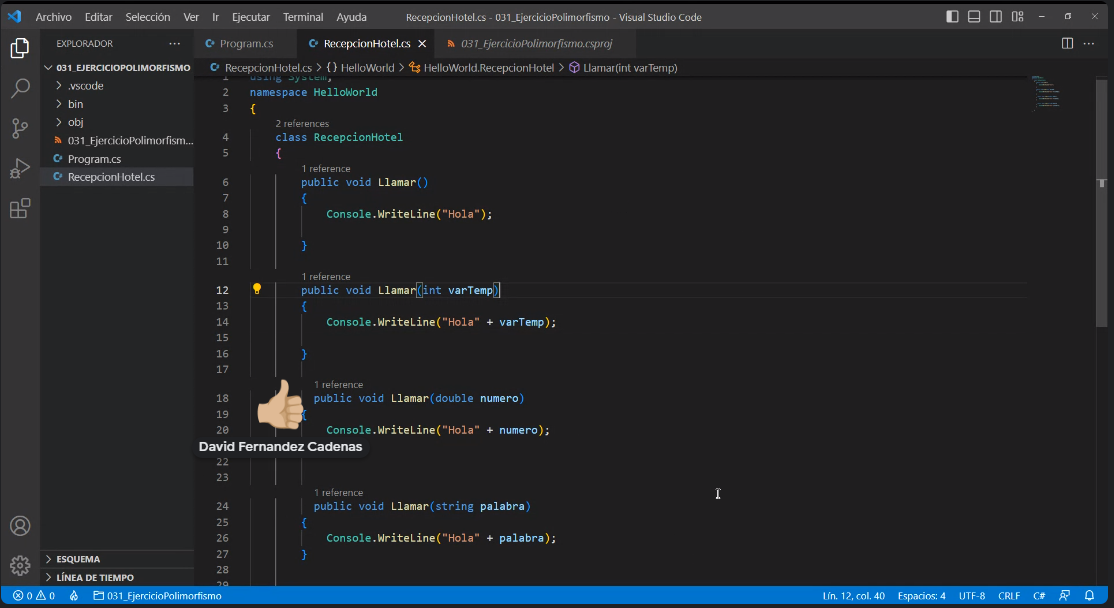 Archivo Editar Selección Ver Ir Ejecutar Terminal Ayuda RecepcionHotel.cs - 031_EjercicioPolimorfismo - Visual Studio Code
EXPLORADOR ···
Program.cs RecepcionHotel.cs 031_EjercicioPolimorfismo.csproj
031_EJERCICIOPOLIMORFISMO
.vscode
bin
obj
031_EjercicioPolimorfism...
Program.cs
RecepcionHotel.cs
ESQUEMA
LÍNEA DE TIEMPO
RecepcionHotel.cs > {} HelloWorld > HelloWorld.RecepcionHotel > Llamar(int varTemp)
1 using System;
2 namespace HelloWorld
3 {
2 references
4 class RecepcionHotel
5 {
1 reference
6 public void Llamar()
7 {
8 Console.WriteLine("Hola");
9
10 }
11
1 reference
12 public void Llamar(int varTemp)
13 {
14 Console.WriteLine("Hola" + varTemp);
15
16 }
17
1 reference
18 public void Llamar(double numero)
19 {
20 Console.WriteLine("Hola" + numero);
David Fernandez Cadenas
22
23
1 reference
24 public void Llamar(string palabra)
25 {
26 Console.WriteLine("Hola" + palabra);
27 }
28
29
0 0 031_EjercicioPolimorfismo Lín. 12, col. 40 Espacios: 4 UTF-8 CRLF C#